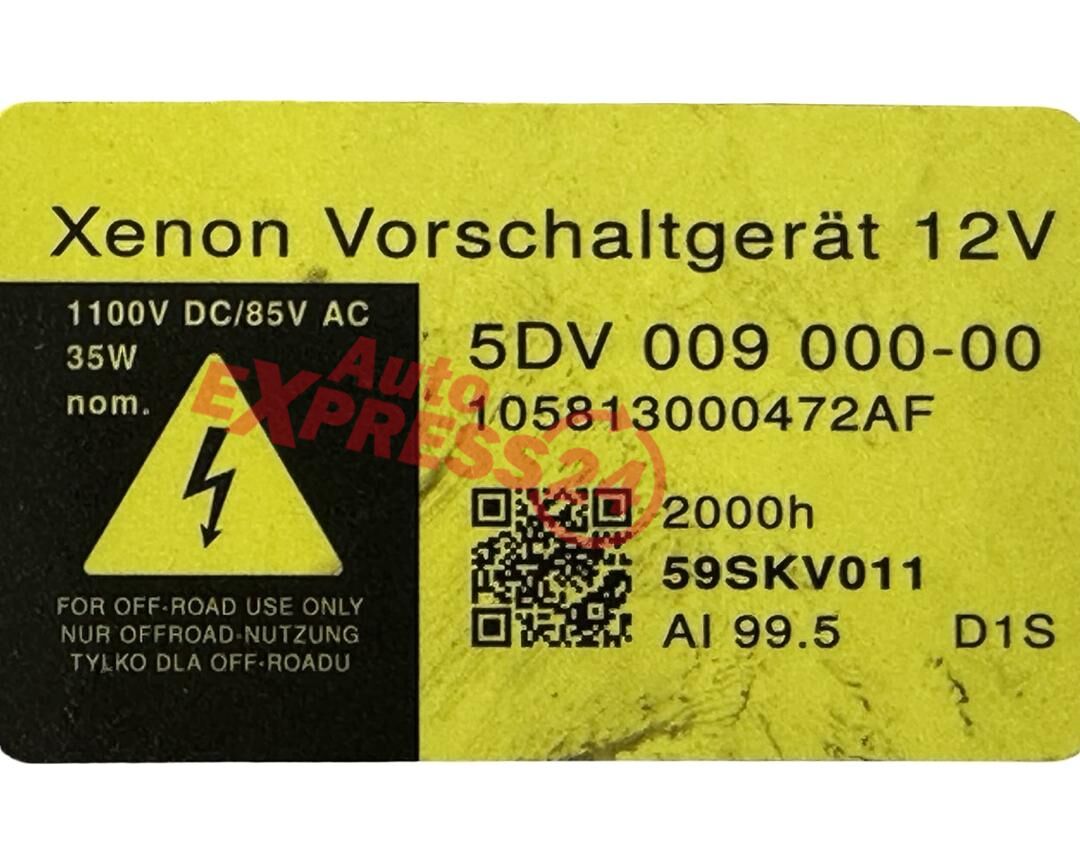 Xenon Vorschaltgerät 12V
1100V DC/85V AC
35W
nom.
FOR OFF-ROAD USE ONLY
NUR OFFROAD-NUTZUNG
TYLKO DLA OFF-ROADU
5DV 009 000-00
105813000472AF
2000h
59SKV011
Al 99.5 D1S
Auto
EXPRESS24